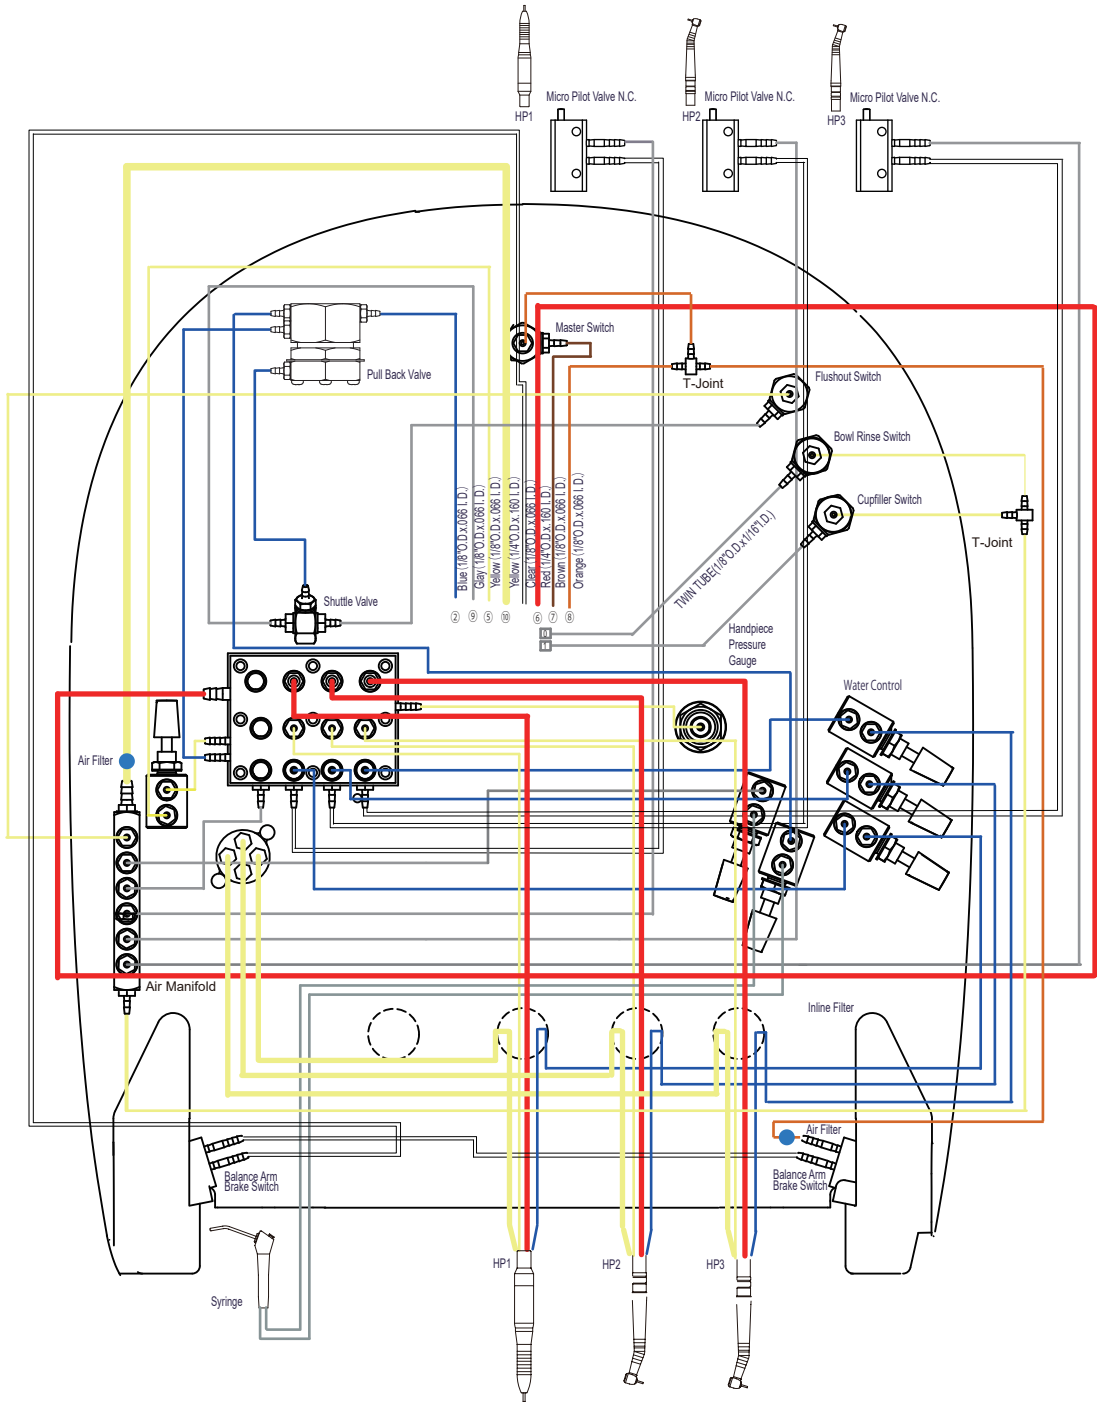 HP1
Micro Pilot Valve N.C.
HP2
Micro Pilot Valve N.C.
HP3
Micro Pilot Valve N.C.
Master Switch
T-Joint
Pull Back Valve
Flushout Switch
Bowl Rinse Switch
Cupfiller Switch
T-Joint
Blue (1/8"O.D.x.066 I. D.)
Glay (1/8"O.D.x.066 I. D.)
Yellow (1/8"O.D.x.066 I. D.)
Yellow (1/4"O.D.x.160 I. D.)
Clear (1/8"O.D.x.066 I. D.)
Red (1/4"O.D.x.160 I. D.)
Brown (1/8"O.D.x.066 I. D.)
Orange (1/8"O.D.x.066 I. D.)
TWIN TUBE(1/8"O.D.x1/16"I.D.)
② ⑨ ⑤ ⑩ ⑥ ⑦ ⑧
Shuttle Valve
Handpiece
Pressure
Gauge
Water Control
Air Filter
Air Manifold
Inline Filter
Air Filter
Balance Arm
Brake Switch
Balance Arm
Brake Switch
HP1
HP2
HP3
Syringe